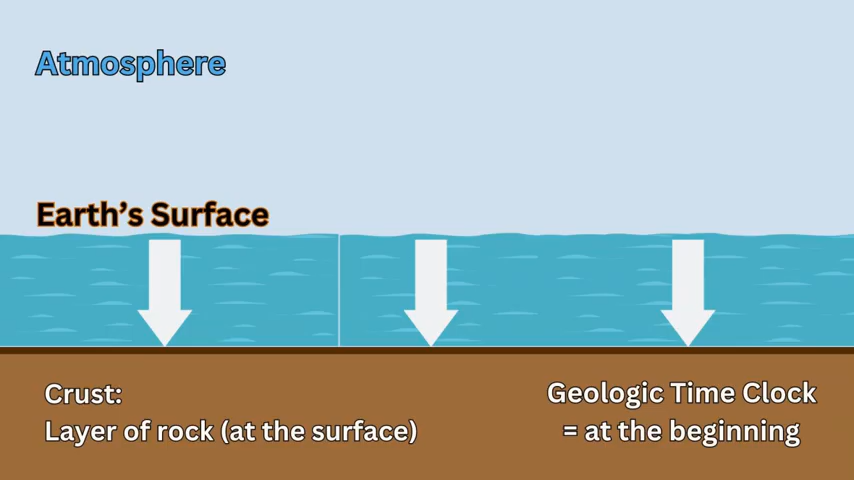 Atmosphere
Earth's Surface
Crust:
Layer of rock (at the surface)
Geologic Time Clock
= at the beginning